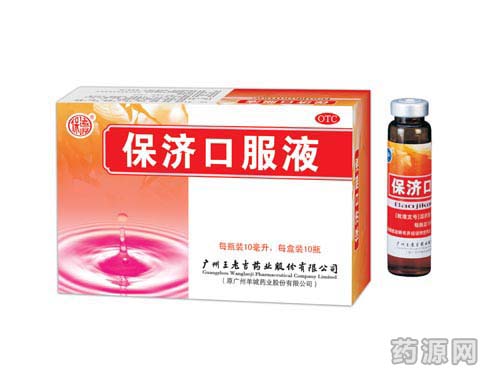 保济
OTC
保济口服液
每瓶装10毫升，每盒装10瓶
广州王老吉药业股份有限公司
Guangzhou Wanglaoji Pharmaceutical Company Limited
（原广州羊城药业股份有限公司）
保济口
Baojiko
药源网